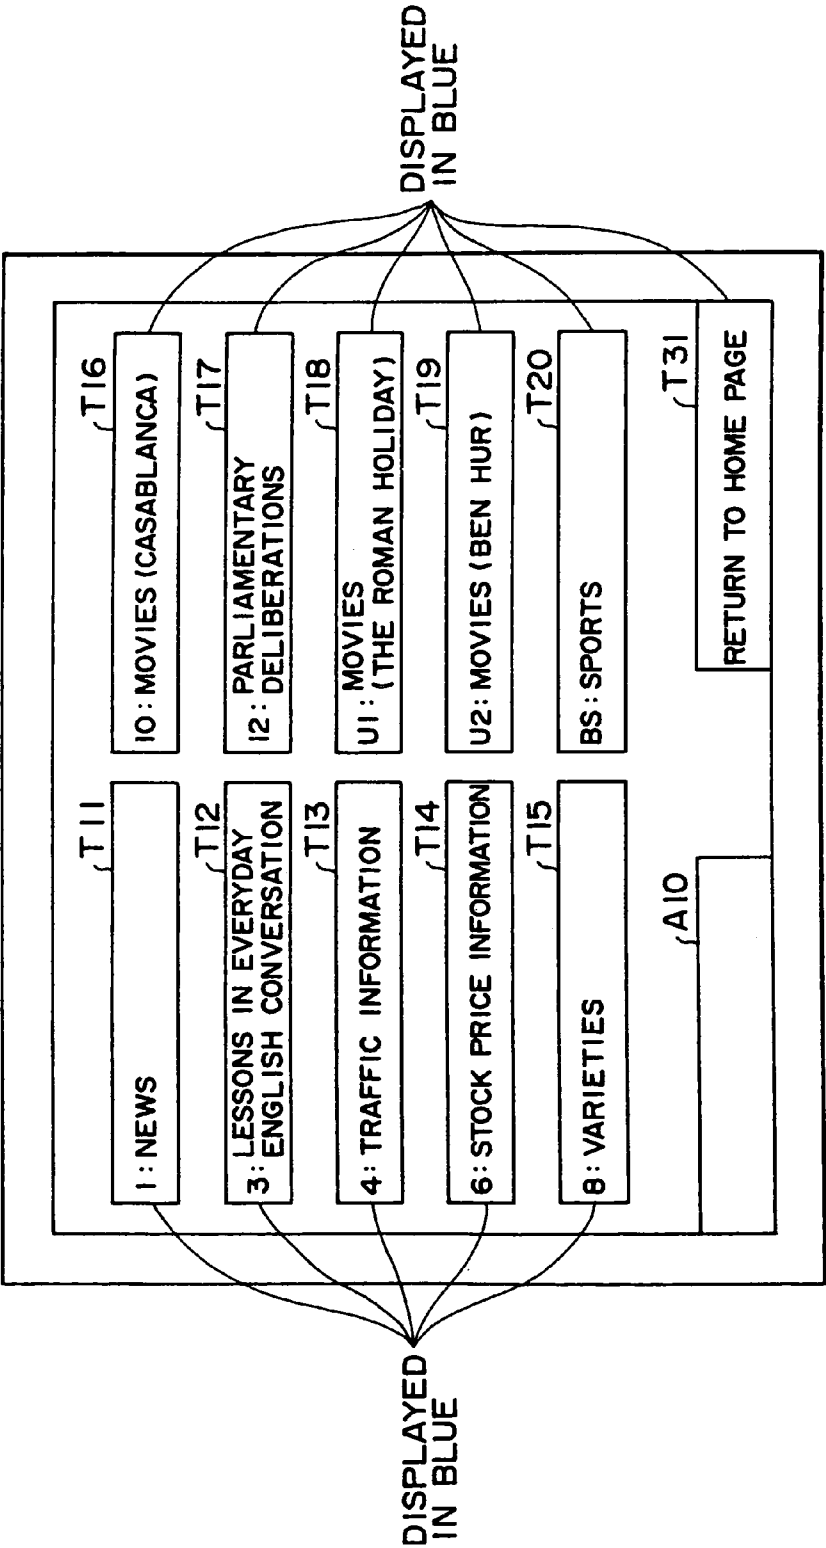 DISPLAYED
IN BLUE
T11
1: NEWS
T12
3: LESSONS IN EVERYDAY
ENGLISH CONVERSATION
T13
4: TRAFFIC INFORMATION
T14
6: STOCK PRICE INFORMATION
T15
8: VARIETIES
A10
T16
10: MOVIES (CASABLANCA)
T17
12: PARLIAMENTARY
DELIBERATIONS
T18
U1: MOVIES
(THE ROMAN HOLIDAY)
T19
U2: MOVIES (BEN HUR)
T20
BS: SPORTS
T31
RETURN TO HOME PAGE
DISPLAYED
IN BLUE